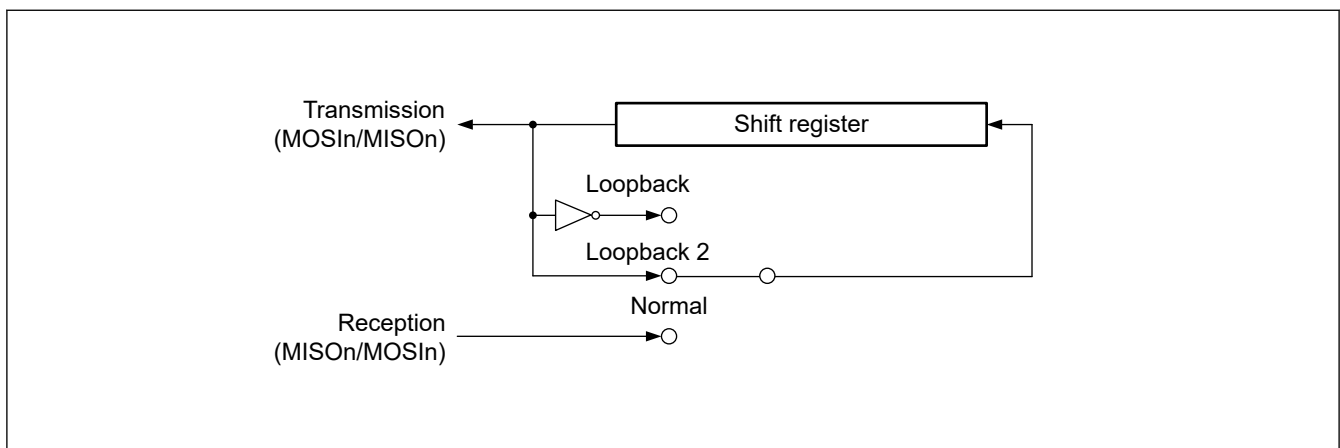 Transmission
(MOSIn/MISOn)
Shift register
Loopback
Loopback 2
Normal
Reception
(MISOn/MOSIn)